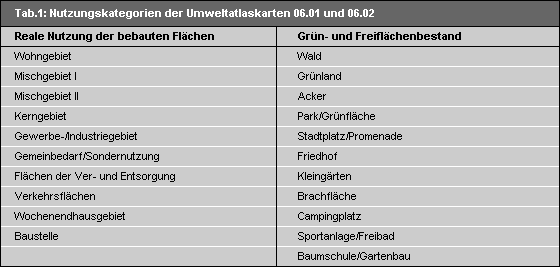 Tab.1: Nutzungskategorien der Umweltatlaskarten 06.01 und 06.02
Reale Nutzung der bebauten Flächen Grün- und Freiflächenbestand
Wohngebiet Wald
Mischgebiet I Grünland
Mischgebiet II Acker
Kerngebiet Park/Grünfläche
Gewerbe-/Industriegebiet Stadtplatz/Promenade
Gemeinbedarf/Sondernutzung Friedhof
Flächen der Ver- und Entsorgung Kleingärten
Verkehrsflächen Brachfläche
Wochenendhausgebiet Campingplatz
Baustelle Sportanlage/Freibad
Baumschule/Gartenbau